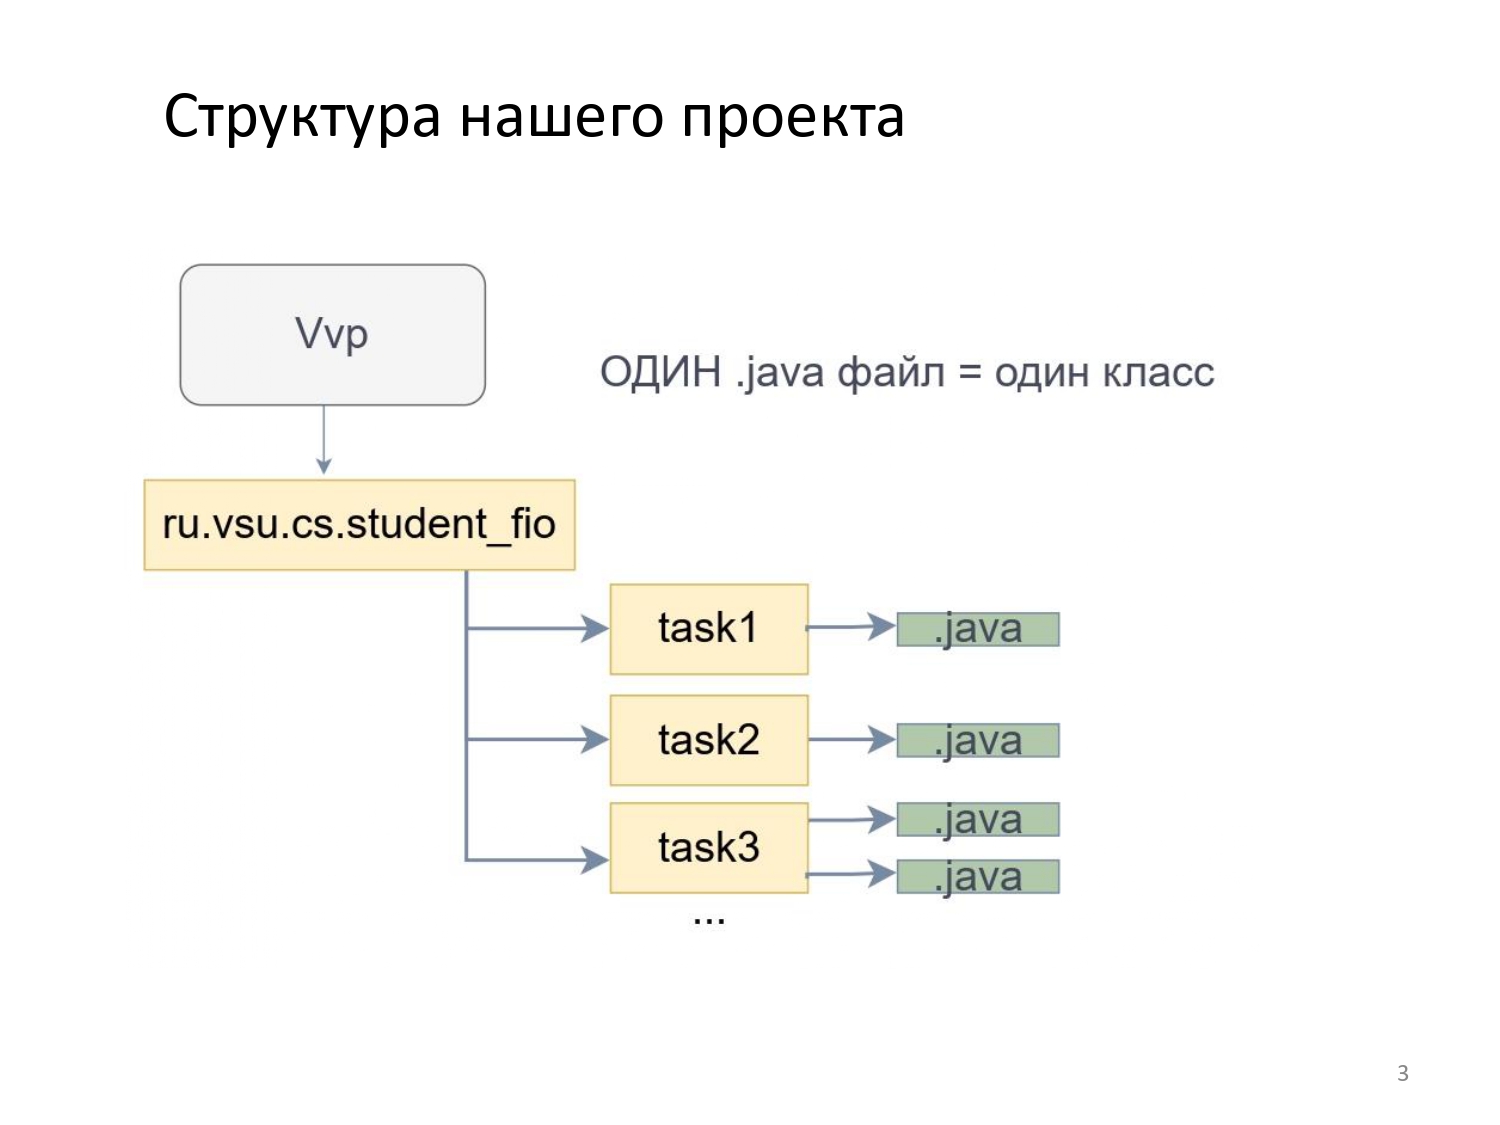 Структура нашего проекта
Vvp
ОДИН .java файл = один класс
ru.vsu.cs.student_fio
task1
.java
task2
.java
task3
.java
.java
...
3